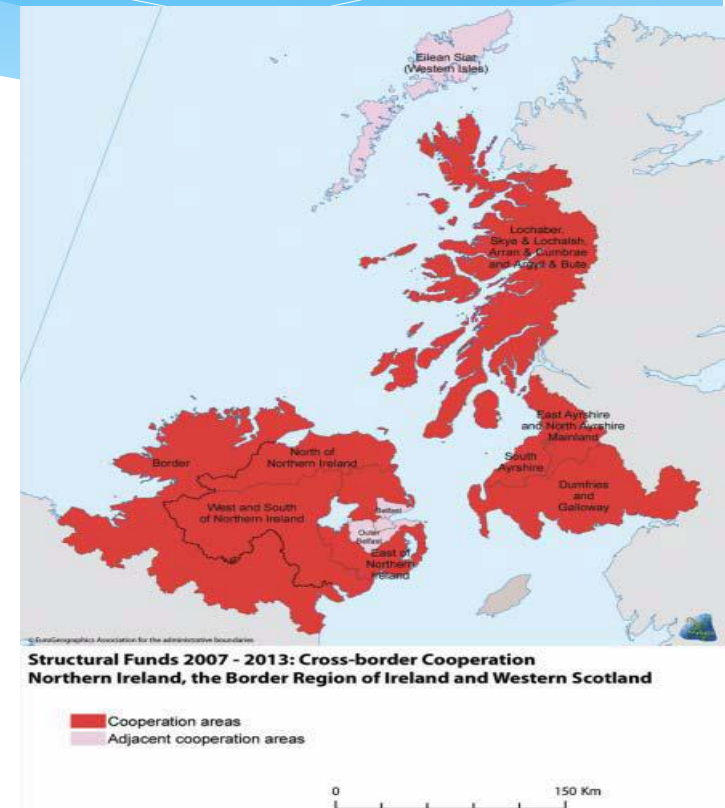 Eilean Siar
(Western Isles)
Lochaber,
Skye & Lochalsh,
Arran & Cumbrae
and Argyll & Bute
East Ayrshire
and North Ayrshire
Mainland
South
Ayrshire
Dumfries
and
Galloway
Border
North of
Northern Ireland
West and South
of Northern Ireland
Belfast
Outer
Belfast
East of
Northern
Ireland
© EuroGeographics Association for the administrative boundaries
Structural Funds 2007 - 2013: Cross-border Cooperation
Northern Ireland, the Border Region of Ireland and Western Scotland
Cooperation areas
Adjacent cooperation areas
0 150 Km